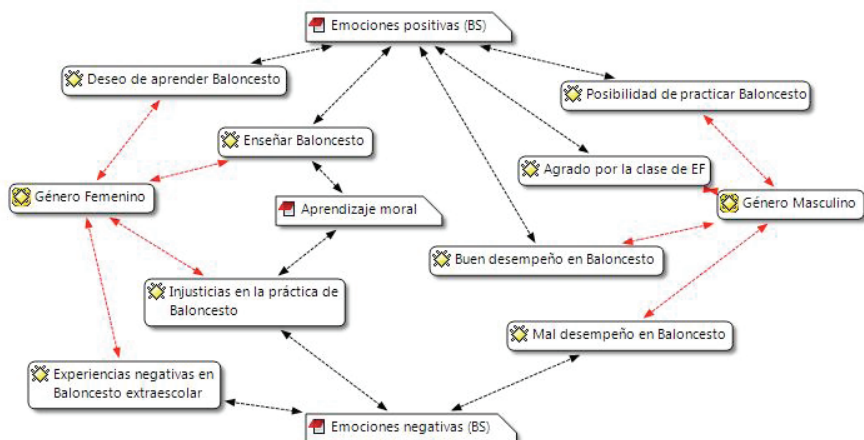 Emociones positivas (BS)
Deseo de aprender Baloncesto
Posibilidad de practicar Baloncesto
Enseñar Baloncesto
Agrado por la clase de EF
Género Femenino
Género Masculino
Aprendizaje moral
Buen desempeño en Baloncesto
Injusticias en la práctica de
Baloncesto
Mal desempeño en Baloncesto
Experiencias negativas en
Baloncesto extraescolar
Emociones negativas (BS)